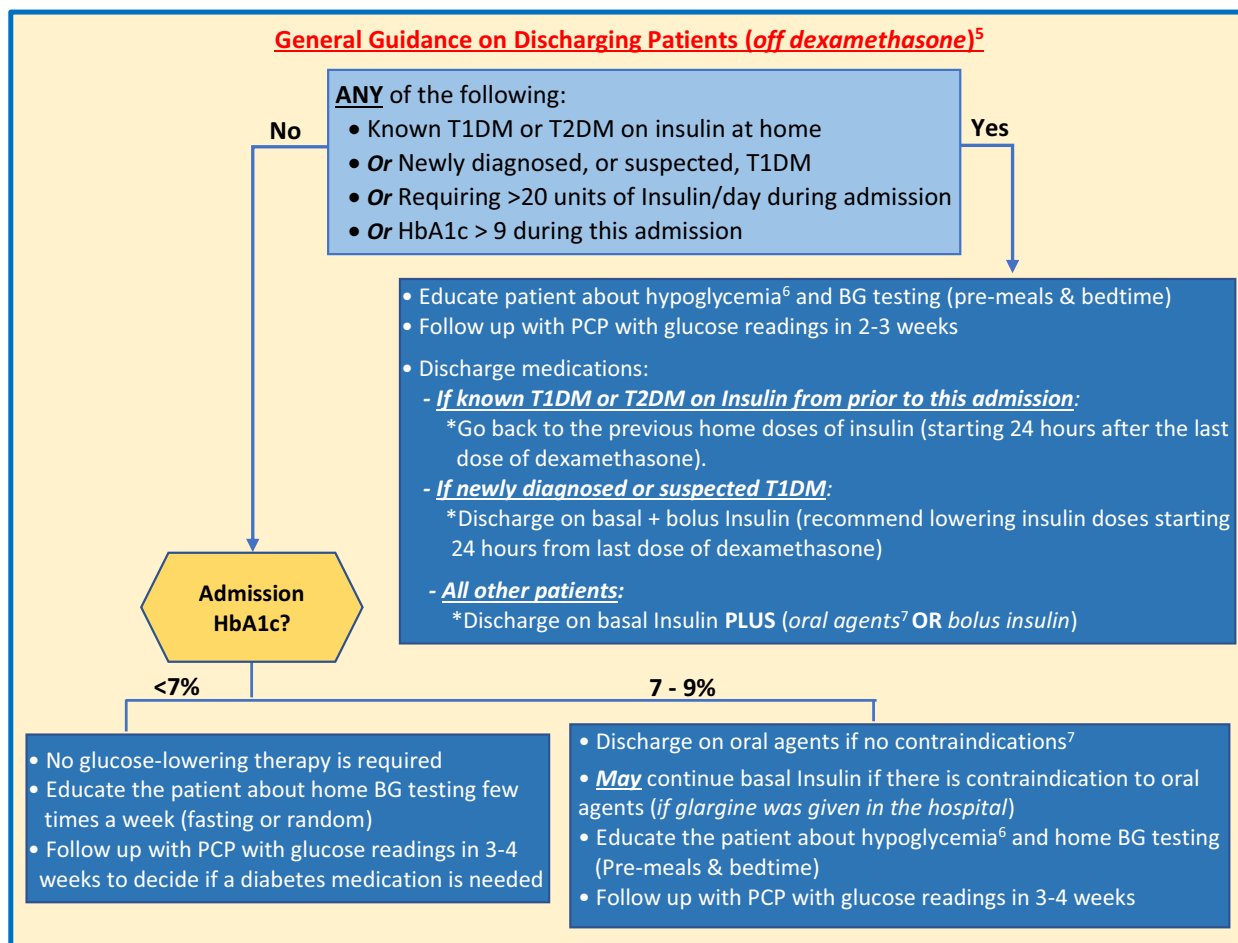 General Guidance on Discharging Patients (off dexamethasone)5
ANY of the following:
• Known T1DM or T2DM on insulin at home
• Or Newly diagnosed, or suspected, T1DM
• Or Requiring >20 units of Insulin/day during admission
• Or HbA1c > 9 during this admission
No
Yes
• Educate patient about hypoglycemia6 and BG testing (pre-meals & bedtime)
• Follow up with PCP with glucose readings in 2-3 weeks
• Discharge medications:
- If known T1DM or T2DM on Insulin from prior to this admission:
*Go back to the previous home doses of insulin (starting 24 hours after the last
dose of dexamethasone).
- If newly diagnosed or suspected T1DM:
*Discharge on basal + bolus Insulin (recommend lowering insulin doses starting
24 hours from last dose of dexamethasone)
- All other patients:
*Discharge on basal Insulin PLUS (oral agents7 OR bolus insulin)
Admission
HbA1c?
<7%
7 - 9%
• No glucose-lowering therapy is required
• Educate the patient about home BG testing few
times a week (fasting or random)
• Follow up with PCP with glucose readings in 3-4
weeks to decide if a diabetes medication is needed
• Discharge on oral agents if no contraindications7
• May continue basal Insulin if there is contraindication to oral
agents (if glargine was given in the hospital)
• Educate the patient about hypoglycemia6 and home BG testing
(Pre-meals & bedtime)
• Follow up with PCP with glucose readings in 3-4 weeks